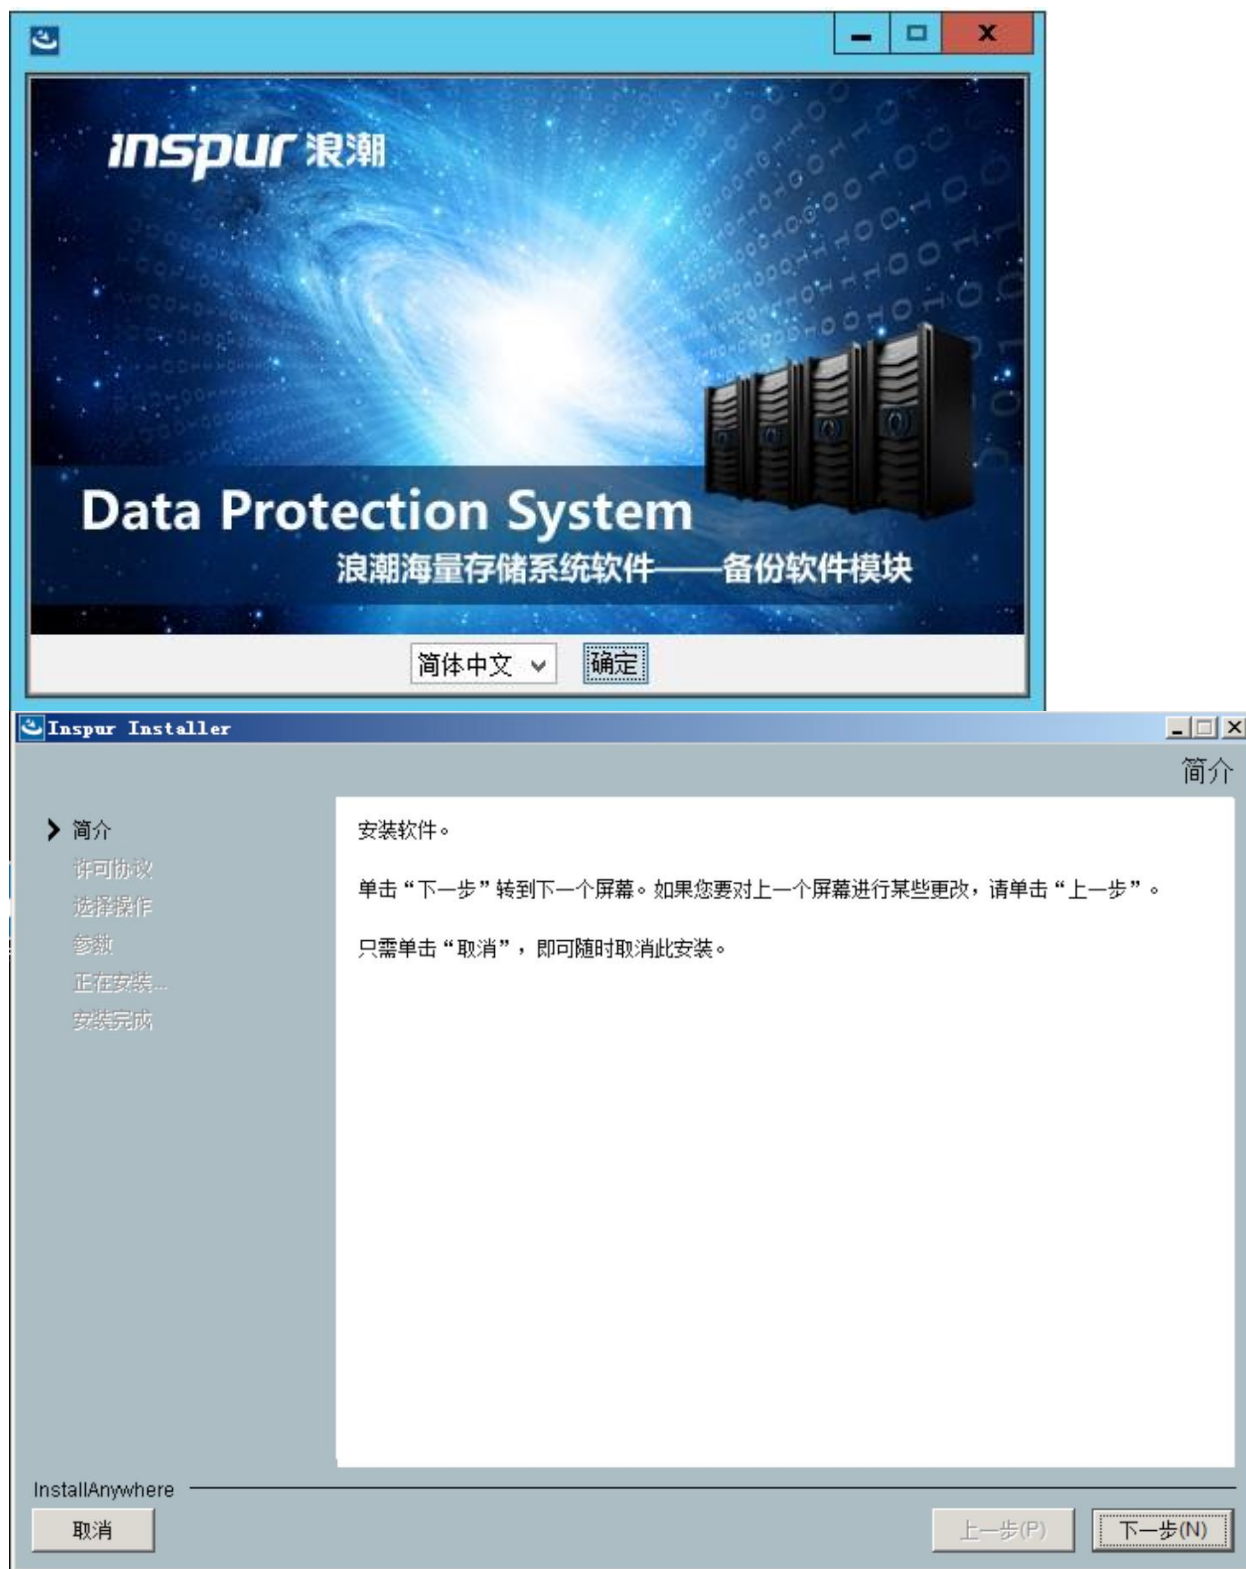 inspur 浪潮
Data Protection System
浪潮海量存储系统软件——备份软件模块
简体中文
确定
Inspur Installer
简介
简介
许可协议
选择操作
参数
正在安装...
安装完成
安装软件。
单击“下一步”转到下一个屏幕。如果您要对上一个屏幕进行某些更改，请单击“上一步”。
只需单击“取消”，即可随时取消此安装。
InstallAnywhere
取消
上一步(P)
下一步(N)